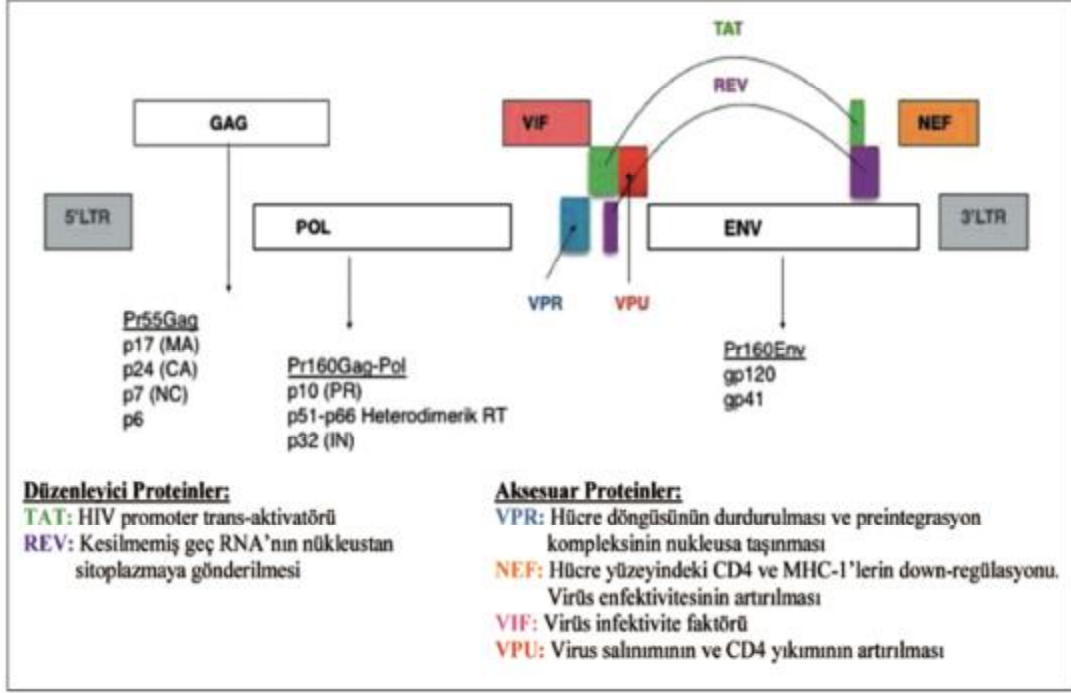 TAT
REV
GAG
VIF
NEF
5'LTR
POL
ENV
3'LTR
VPR
VPU
Pr55Gag
p17 (MA)
p24 (CA)
p7 (NC)
p6
Pr160Gag-Pol
p10 (PR)
p51-p66 Heterodimerik RT
p32 (IN)
Pr160Env
gp120
gp41
Düzenleyici Proteinler:
TAT: HIV promoter trans-aktivatörü
REV: Kesilmemiş geç RNA'nın nükleustan
sitoplazmaya gönderilmesi
Aksesuar Proteinler:
VPR: Hücre döngüsünün durdurulması ve preintegrasyon
kompleksinin nukleusa taşınması
NEF: Hücre yüzeyindeki CD4 ve MHC-1'lerin down-regülasyonu.
Virüs enfektivitesinin artırılması
VIF: Virüs infektivite faktörü
VPU: Virus salınımının ve CD4 yıkımının artırılması